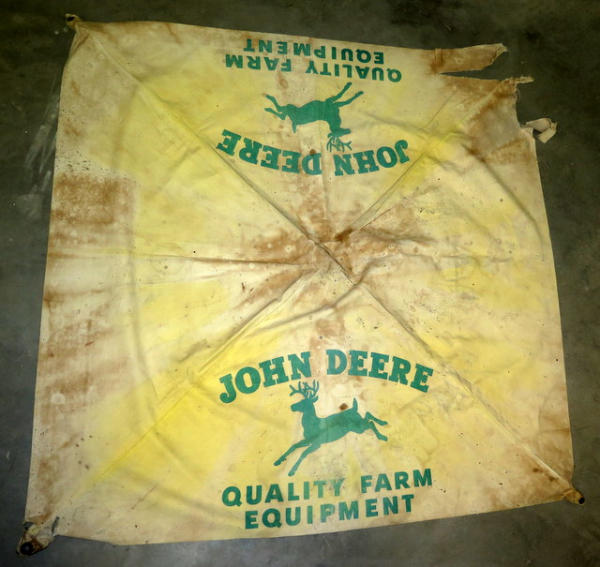 QUALITY FARM
EQUIPMENT
JOHN DEERE
JOHN DEERE
QUALITY FARM
EQUIPMENT